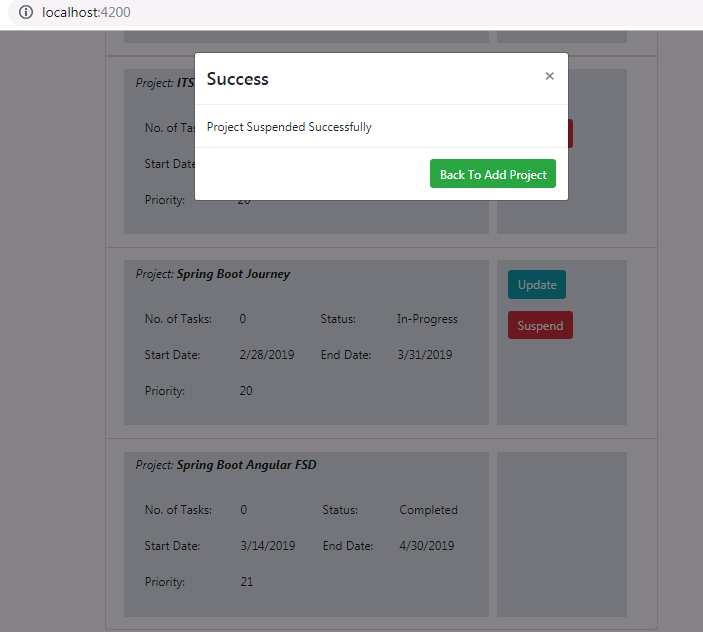 localhost:4200
Success ×
Project Suspended Successfully
Back To Add Project
Project: ITS
No. of Tas
Start Date
Priority: 20
Project: Spring Boot Journey
No. of Tasks: 0 Status: In-Progress
Start Date: 2/28/2019 End Date: 3/31/2019
Priority: 20
Update
Suspend
Project: Spring Boot Angular FSD
No. of Tasks: 0 Status: Completed
Start Date: 3/14/2019 End Date: 4/30/2019
Priority: 21